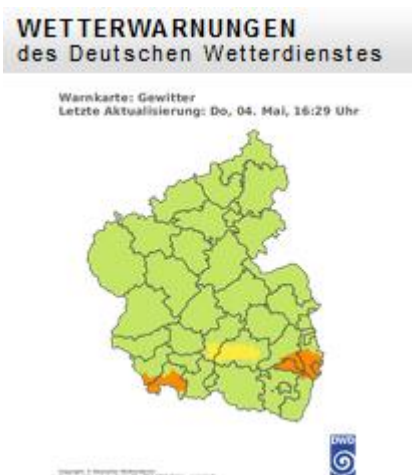 WETTERWARNUNGEN
des Deutschen Wetterdienstes
Warnkarte: Gewitter
Letzte Aktualisierung: Do, 04. Mai, 16:29 Uhr
DWD